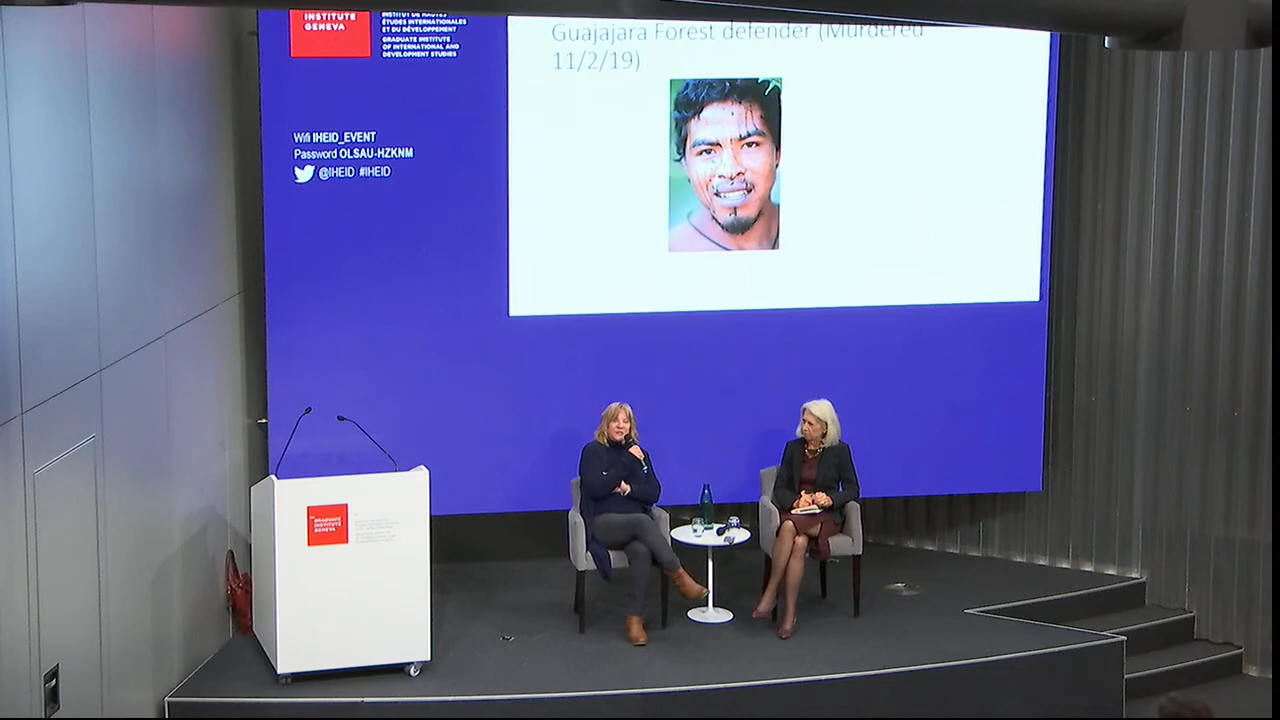 INSTITUTE
GENEVA
INSTITUT DE HAUTES
ÉTUDES INTERNATIONALES
ET DU DÉVELOPPEMENT
GRADUATE INSTITUTE
OF INTERNATIONAL AND
DEVELOPMENT STUDIES
Guajajara Forest defender (Murdered
11/2/19)
Wifi IHEID_EVENT
Password OLSAU-HZKNM
@IHEID #IHEID
GRADUATE
INSTITUTE
GENEVA